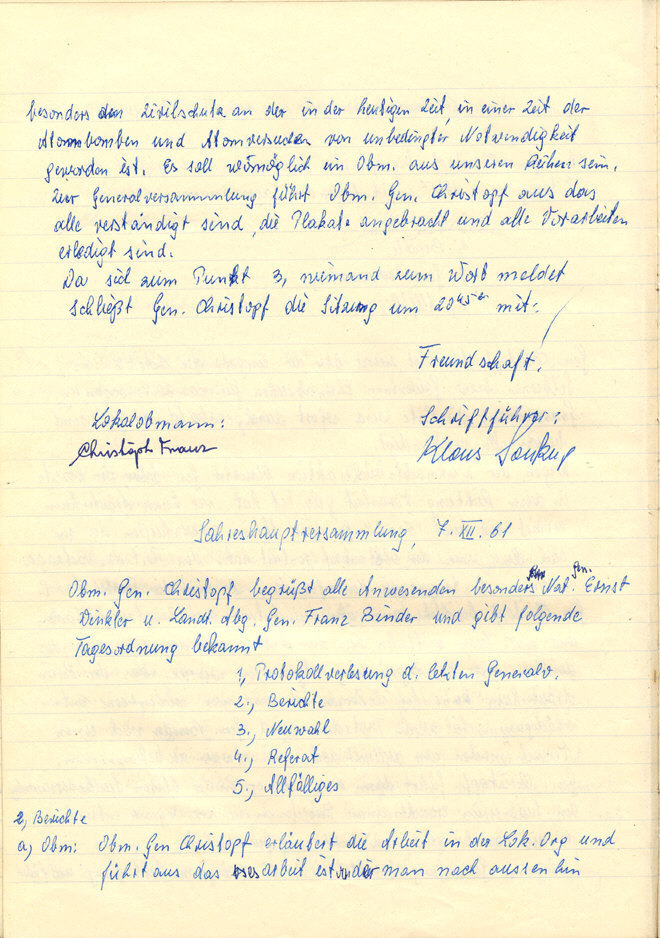 besonders den Zivilschutz an der in der heutigen Zeit, in einer Zeit der
Atombomben und Atomversuchen von unbedingter Notwendigkeit
geworden ist. Es soll womöglich ein Obm. aus unseren Reihen sein.
Zur Generalversammlung führt Obm. Gen. Christopf aus das
alle verständigt sind, die Plakate angebracht und alle Vorarbeiten
erledigt sind.
Da sich zum Punkt 3, niemand zum Wort meldet
schließt Gen. Christopf die Sitzung um 20 45 mit:
Freundschaft!
Lokalobmann: Schriftführer:
Christoph Franz Klaus
Jahreshauptversammlung, 7. XII. 61
Obm. Gen. Christopf begrüßt alle Anwesenden besonders Nat. Gen. Ernst
Winkler u. Landt. Abg. Gen. Franz Binder und gibt folgende
Tagesordnung bekannt
1, Protokollverlesung d. letzten Generalv.
2., Berichte
3., Neuwahl
4., Referat
5., Allfälliges
2, Berichte
a, Obm: Obm. Gen Christopf erläutert die Arbeit in der Lok. Org und
führt aus das arbeit ist man nach aussen hin